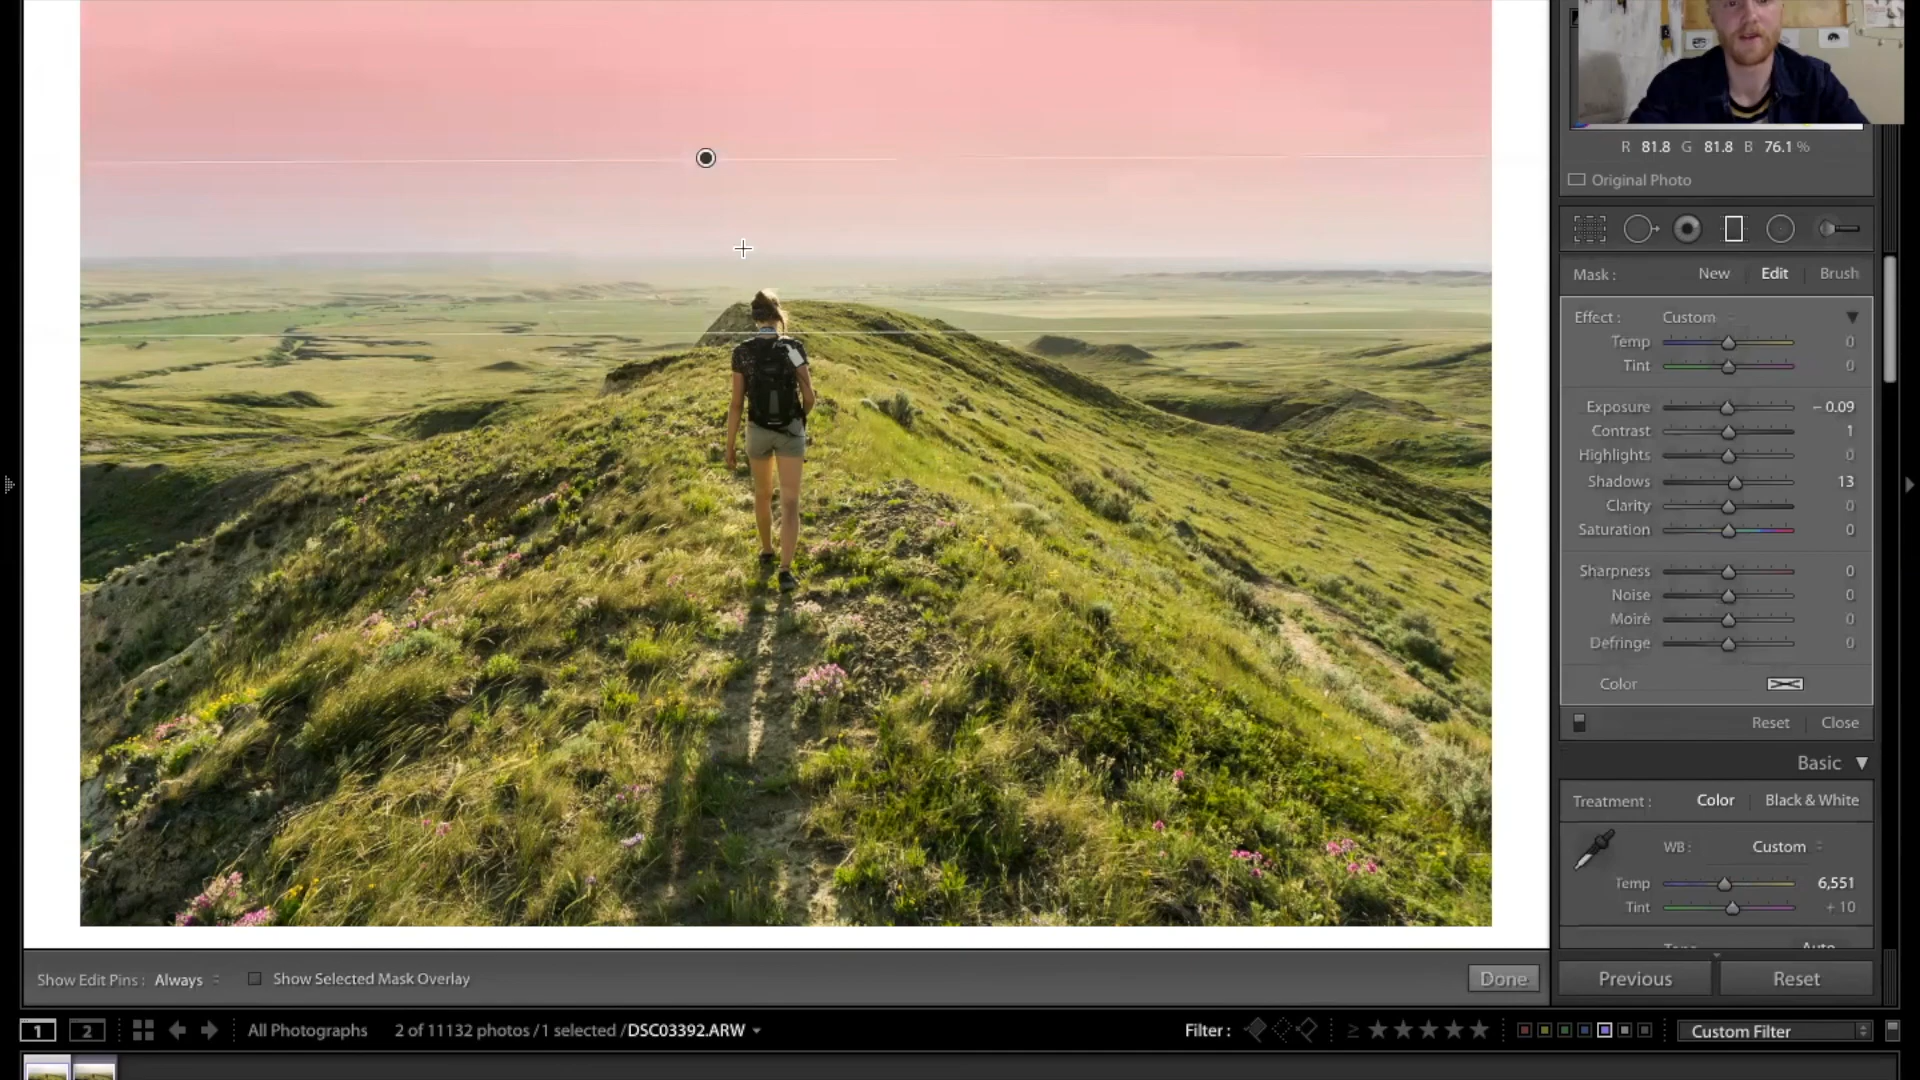 R 81.8 G 81.8 B 76.1 %
Original Photo
Mask : New Edit Brush
Effect : Custom
Temp 0
Tint 0
Exposure – 0.09
Contrast 1
Highlights 0
Shadows 13
Clarity 0
Saturation 0
Sharpness 0
Noise 0
Moiré 0
Defringe 0
Color
Reset Close
Basic
Treatment : Color Black & White
WB : Custom
Temp 6,551
Tint + 10
Tone Auto
Show Edit Pins : Always Show Selected Mask Overlay Done
Previous Reset
1 2 All Photographs 2 of 11132 photos / 1 selected / DSC03392.ARW Filter : ≥ Custom Filter